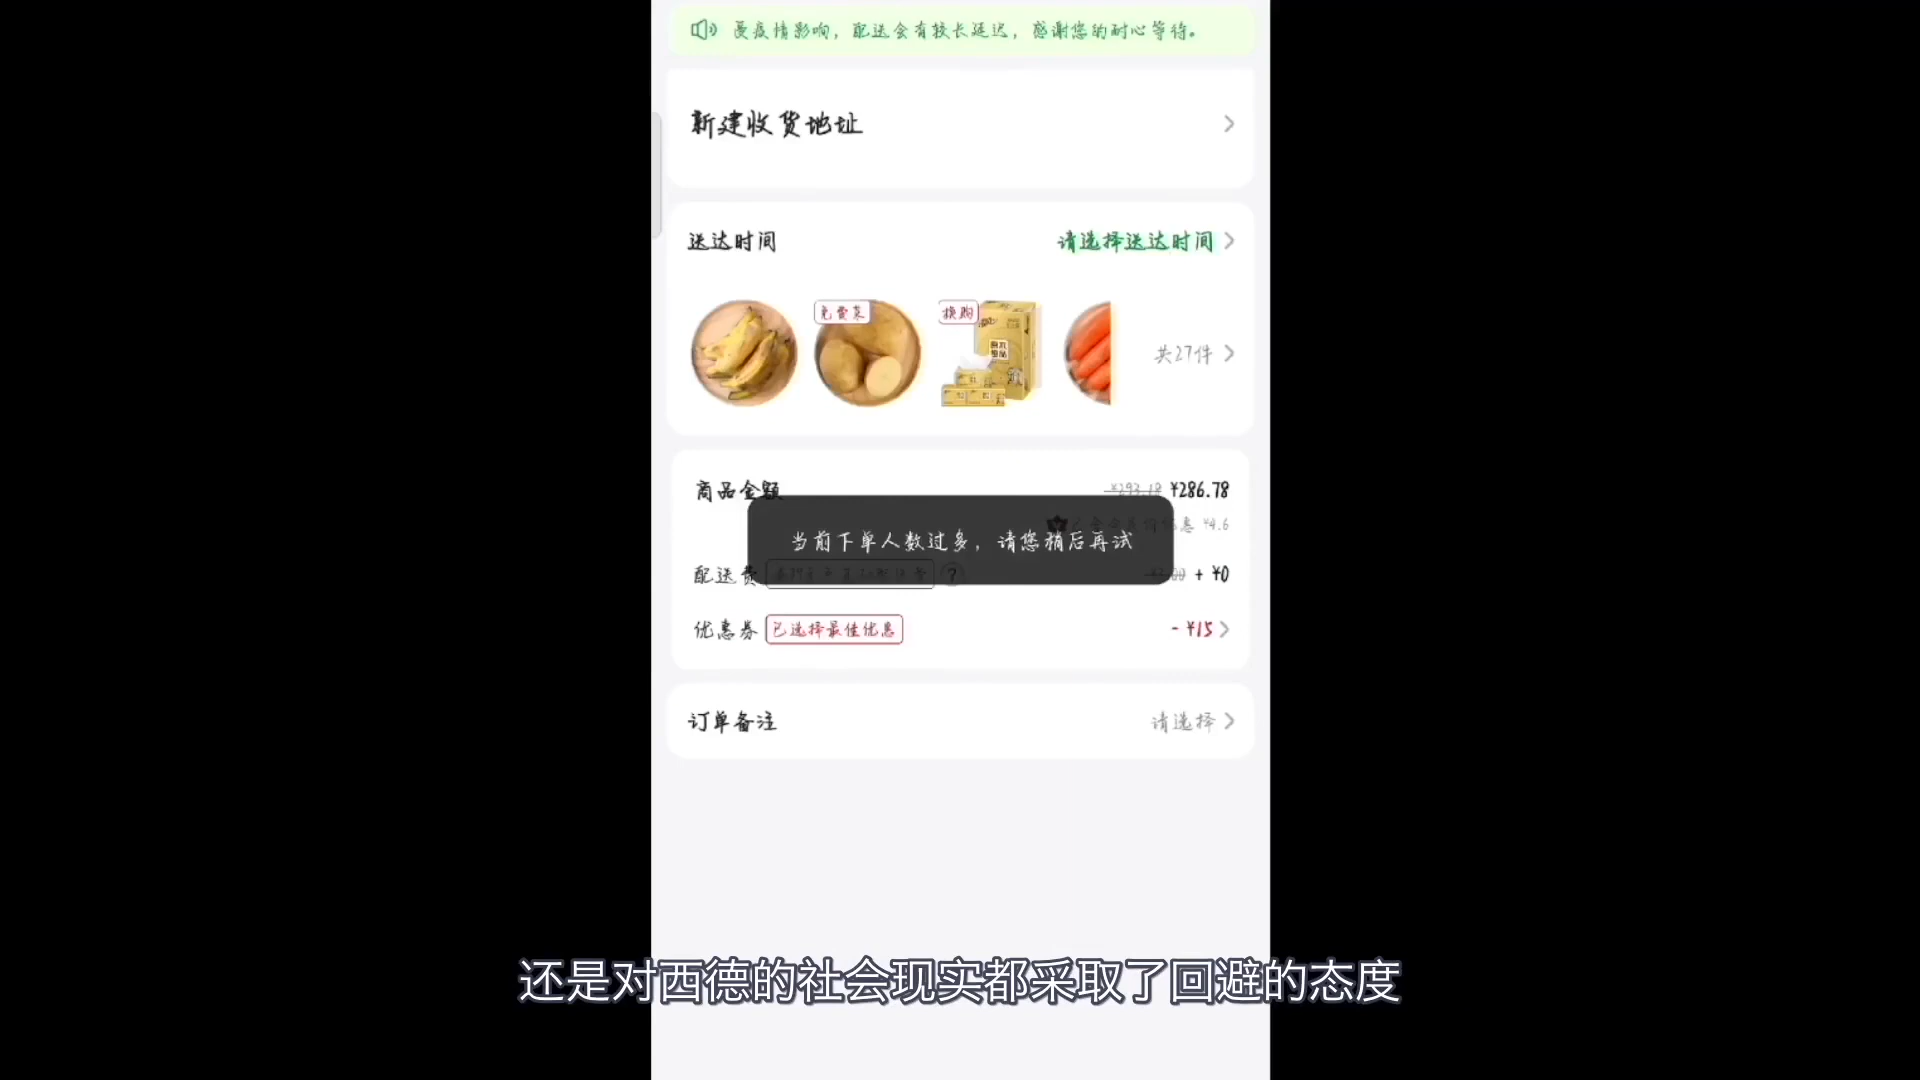 受疫情影响，配送会有较长延迟，感谢您的耐心等待。
新建收货地址
送达时间
请选择送达时间
免费菜
换购
共27件
商品金额
¥293.18 ¥286.78
¥4.6
当前下单人数过多，请您稍后再试
配送费
+ ¥0
优惠券 已选择最佳优惠
- ¥15
订单备注
请选择
还是对西德的社会现实都采取了回避的态度